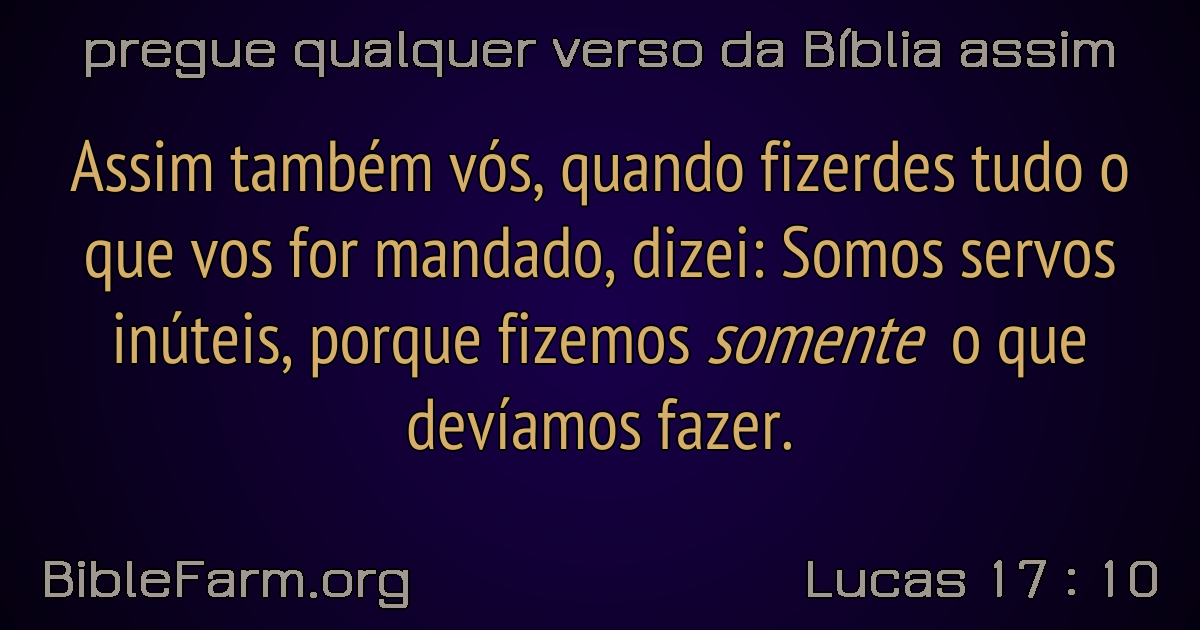 pregue qualquer verso da Bíblia assim
Assim também vós, quando fizerdes tudo o
que vos for mandado, dizei: Somos servos
inúteis, porque fizemos somente o que
devíamos fazer.
BibleFarm.org
Lucas 17 : 10